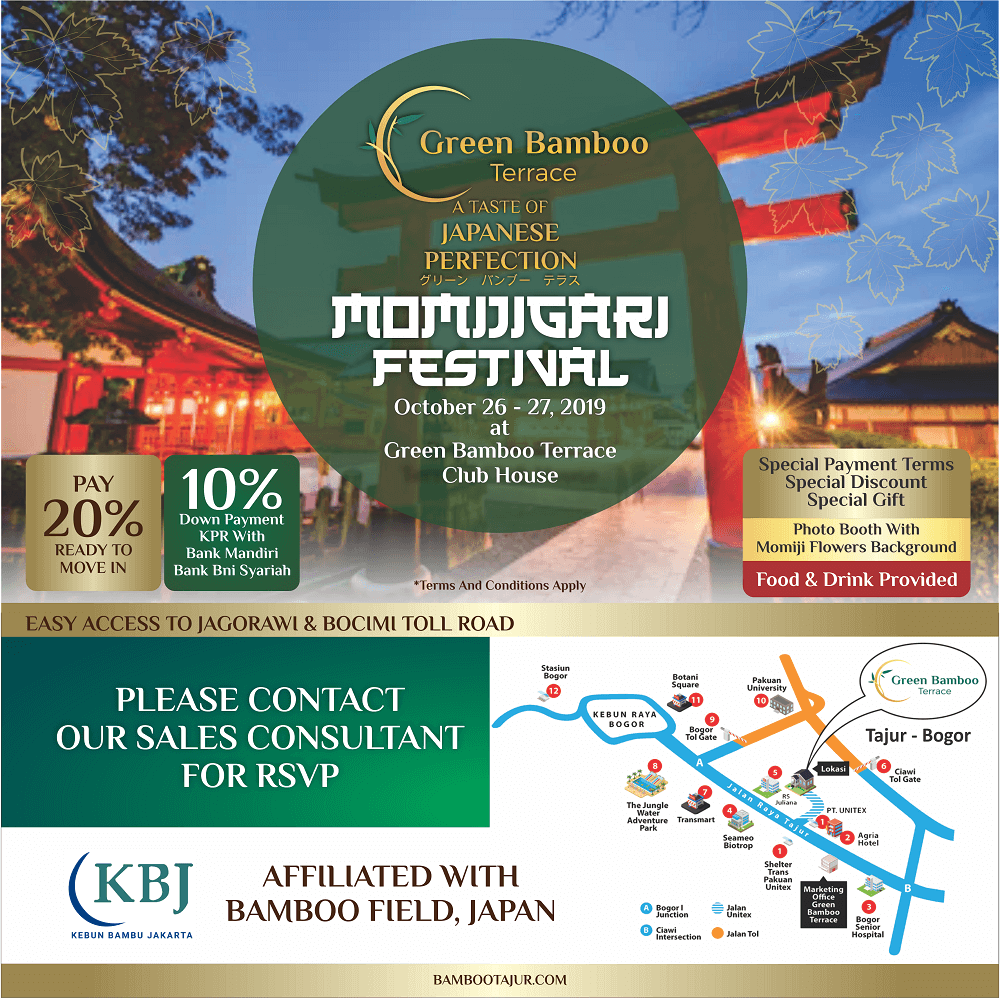 Green Bamboo
Terrace
A TASTE OF
JAPANESE
PERFECTION
グリーン バンブー テラス
MOMIJIGARI
FESTIVAL
October 26 - 27, 2019
at
Green Bamboo Terrace
Club House
PAY
20%
READY TO
MOVE IN
10%
Down Payment
KPR With
Bank Mandiri
Bank Bni Syariah
*Terms And Conditions Apply
Special Payment Terms
Special Discount
Special Gift
Photo Booth With
Momiji Flowers Background
Food & Drink Provided
EASY ACCESS TO JAGORAWI & BOCIMI TOLL ROAD
PLEASE CONTACT
OUR SALES CONSULTANT
FOR RSVP
KBJ
KEBUN BAMBU JAKARTA
AFFILIATED WITH
BAMBOO FIELD, JAPAN
Stasiun
Bogor
12
KEBUN RAYA
BOGOR
Botani
Square
11
Pakuan
University
10
9
Bogor
Tol Gate
A
Green Bamboo
Terrace
Tajur - Bogor
Lokasi
6
Ciawi
Tol Gate
8
The Jungle
Water
Adventure
Park
7
Transmart
5
RS
Juliana
Jalan Raya Tajur
PT. UNITEX
4
Seameo
Biotrop
1
2
Agria
Hotel
1
Shelter
Trans
Pakuan
Unitex
Marketing
Office
Green
Bamboo
Terrace
3
Bogor
Senior
Hospital
B
A Bogor I
Junction
B Ciawi
Intersection
Jalan
Unitex
Jalan Tol
BAMBOOTAJUR.COM